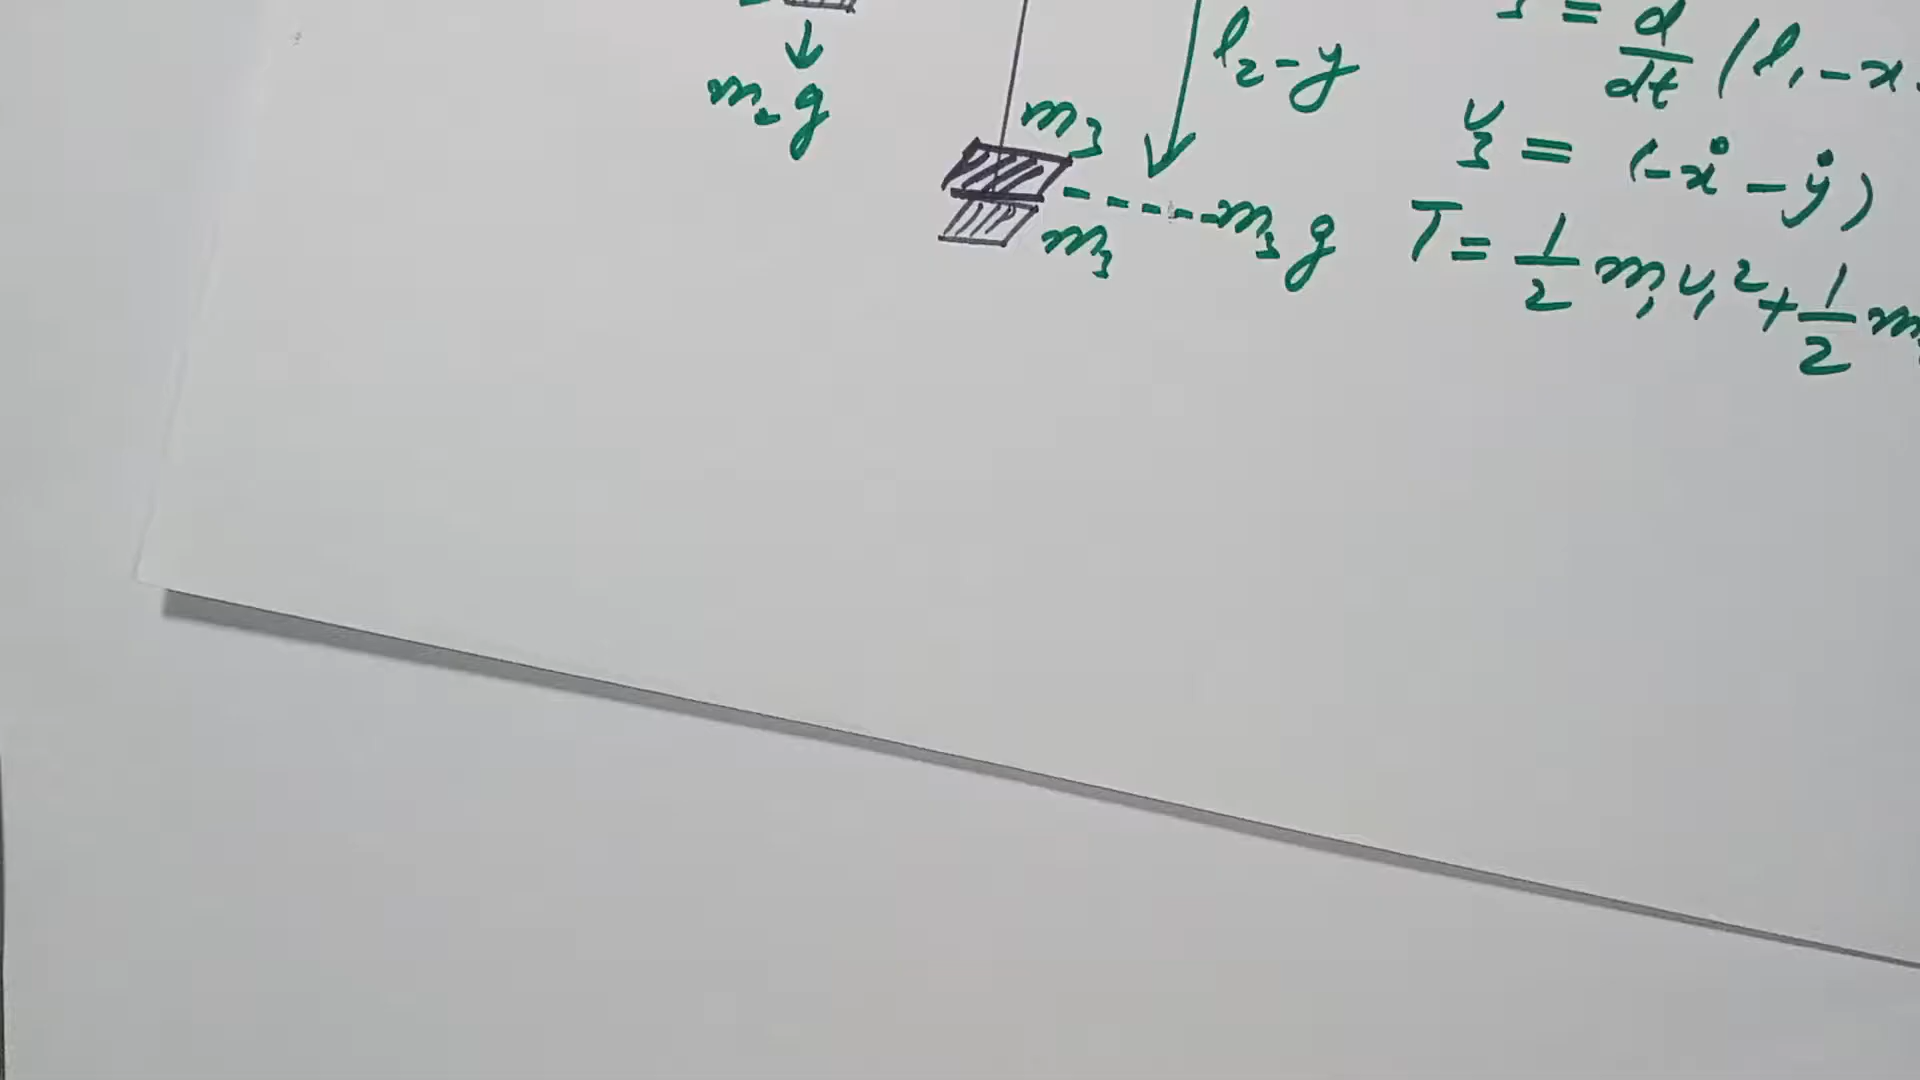 m₂g
l₂-y
m₃
m₃
m₃g
= d/dt (l₁-x
v₃ = (-ẋ-ẏ)
T= 1/2 m₁v₁²+1/2 m